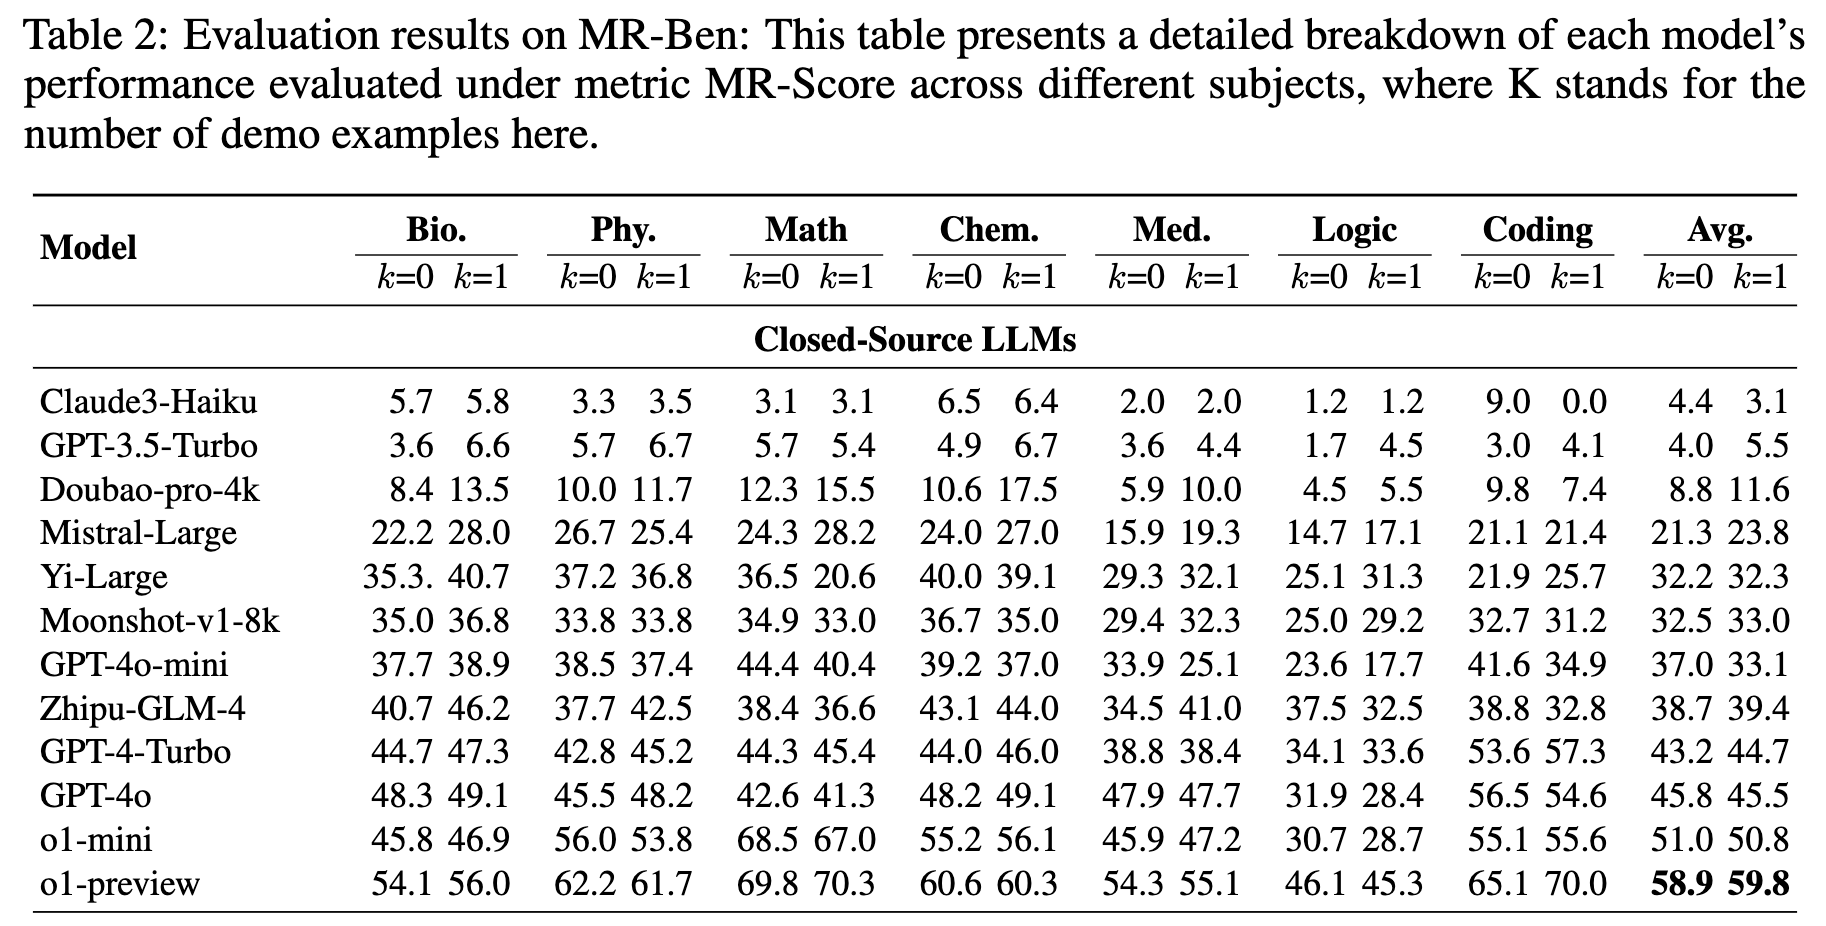 Table 2: Evaluation results on MR-Ben: This table presents a detailed breakdown of each model's
performance evaluated under metric MR-Score across different subjects, where K stands for the
number of demo examples here.
Model Bio. Phy. Math Chem. Med. Logic Coding Avg.
k=0 k=1 k=0 k=1 k=0 k=1 k=0 k=1 k=0 k=1 k=0 k=1 k=0 k=1 k=0 k=1
Closed-Source LLMs
Claude3-Haiku 5.7 5.8 3.3 3.5 3.1 3.1 6.5 6.4 2.0 2.0 1.2 1.2 9.0 0.0 4.4 3.1
GPT-3.5-Turbo 3.6 6.6 5.7 6.7 5.7 5.4 4.9 6.7 3.6 4.4 1.7 4.5 3.0 4.1 4.0 5.5
Doubao-pro-4k 8.4 13.5 10.0 11.7 12.3 15.5 10.6 17.5 5.9 10.0 4.5 5.5 9.8 7.4 8.8 11.6
Mistral-Large 22.2 28.0 26.7 25.4 24.3 28.2 24.0 27.0 15.9 19.3 14.7 17.1 21.1 21.4 21.3 23.8
Yi-Large 35.3. 40.7 37.2 36.8 36.5 20.6 40.0 39.1 29.3 32.1 25.1 31.3 21.9 25.7 32.2 32.3
Moonshot-v1-8k 35.0 36.8 33.8 33.8 34.9 33.0 36.7 35.0 29.4 32.3 25.0 29.2 32.7 31.2 32.5 33.0
GPT-4o-mini 37.7 38.9 38.5 37.4 44.4 40.4 39.2 37.0 33.9 25.1 23.6 17.7 41.6 34.9 37.0 33.1
Zhipu-GLM-4 40.7 46.2 37.7 42.5 38.4 36.6 43.1 44.0 34.5 41.0 37.5 32.5 38.8 32.8 38.7 39.4
GPT-4-Turbo 44.7 47.3 42.8 45.2 44.3 45.4 44.0 46.0 38.8 38.4 34.1 33.6 53.6 57.3 43.2 44.7
GPT-4o 48.3 49.1 45.5 48.2 42.6 41.3 48.2 49.1 47.9 47.7 31.9 28.4 56.5 54.6 45.8 45.5
o1-mini 45.8 46.9 56.0 53.8 68.5 67.0 55.2 56.1 45.9 47.2 30.7 28.7 55.1 55.6 51.0 50.8
o1-preview 54.1 56.0 62.2 61.7 69.8 70.3 60.6 60.3 54.3 55.1 46.1 45.3 65.1 70.0 58.9 59.8